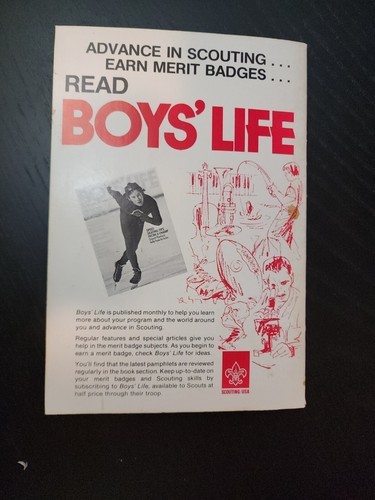 ADVANCE IN SCOUTING...
EARN MERIT BADGES...
READ
BOYS' LIFE
Boys' Life is published monthly to help you learn
more about your program and the world around
you and advance in Scouting.
Regular features and special articles give you
help in the merit badge subjects. As you begin to
earn a merit badge, check Boys' Life for ideas.
You'll find that the latest pamphlets are reviewed
regularly in the book section. Keep up-to-date on
your merit badges and Scouting skills by
subscribing to Boys' Life, available to Scouts at
half price through their troop.
SCOUTING/USA